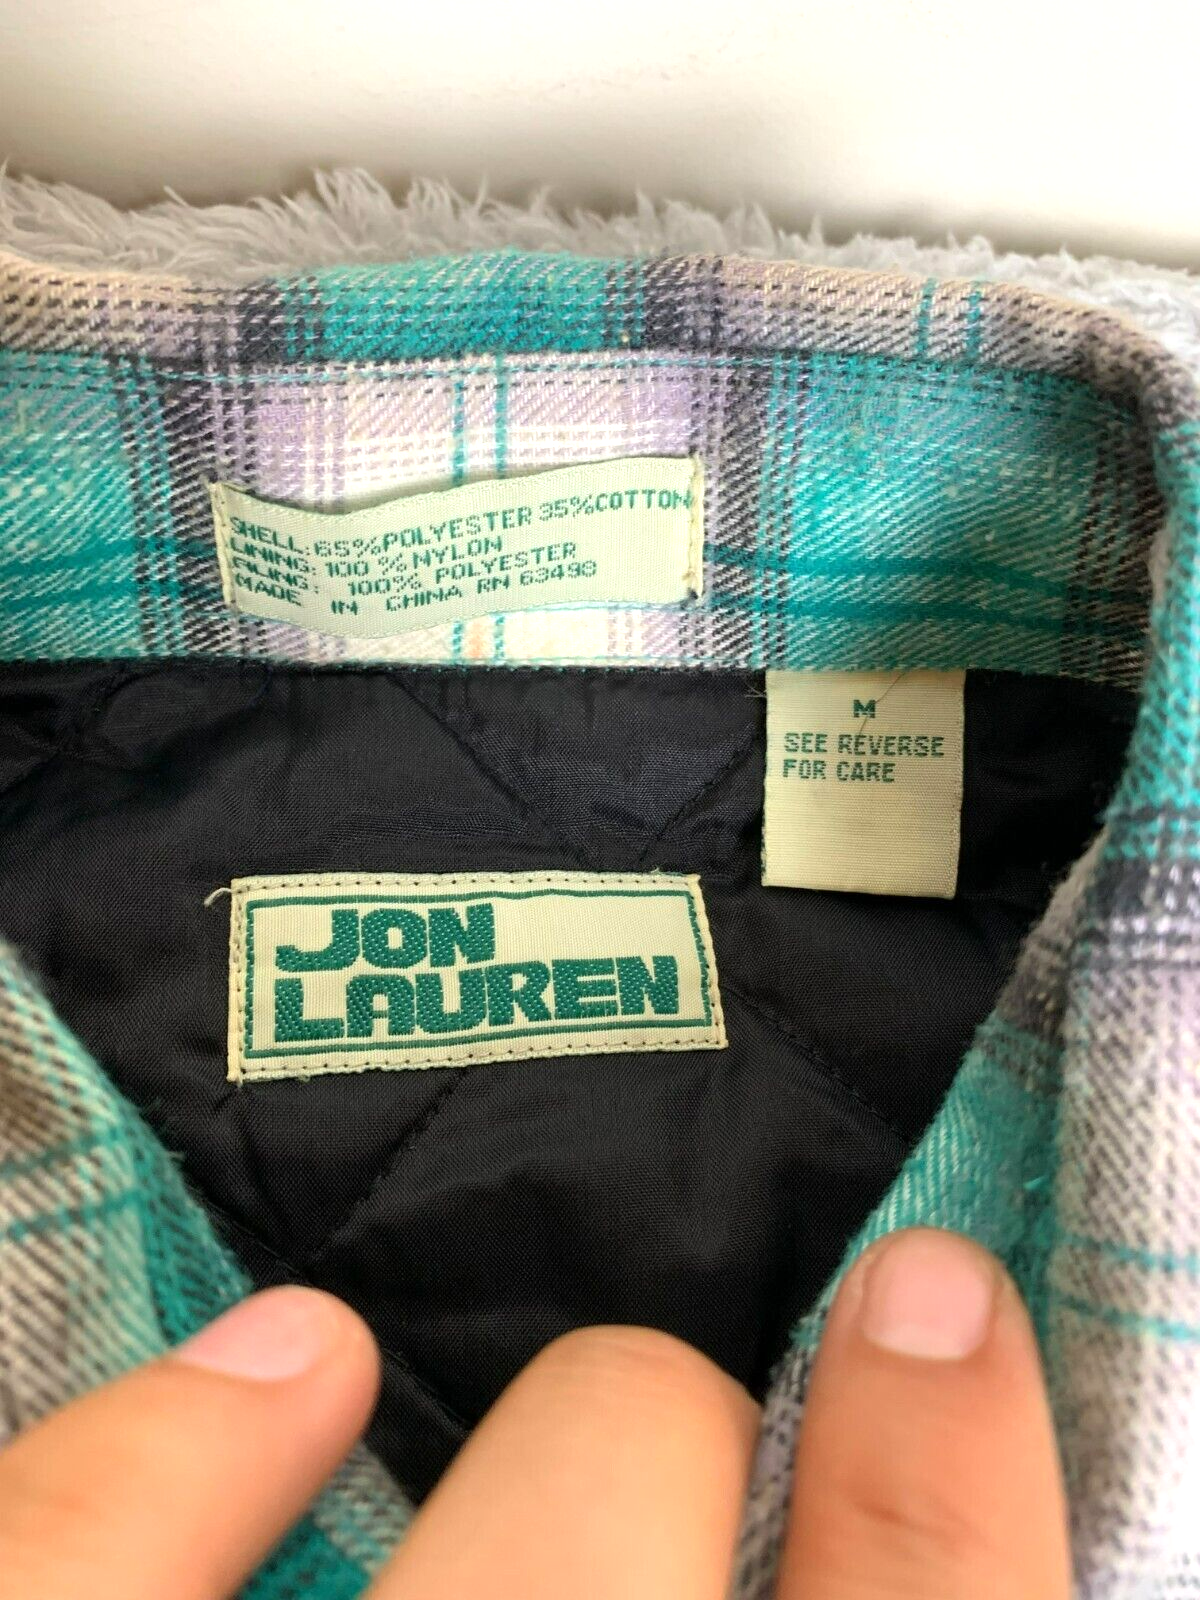 SHELL: 65% POLYESTER 35% COTTON
LINING: 100 % NYLON
FILLING: 100% POLYESTER
MADE IN CHINA RN 63498
M
SEE REVERSE
FOR CARE
JON
LAUREN